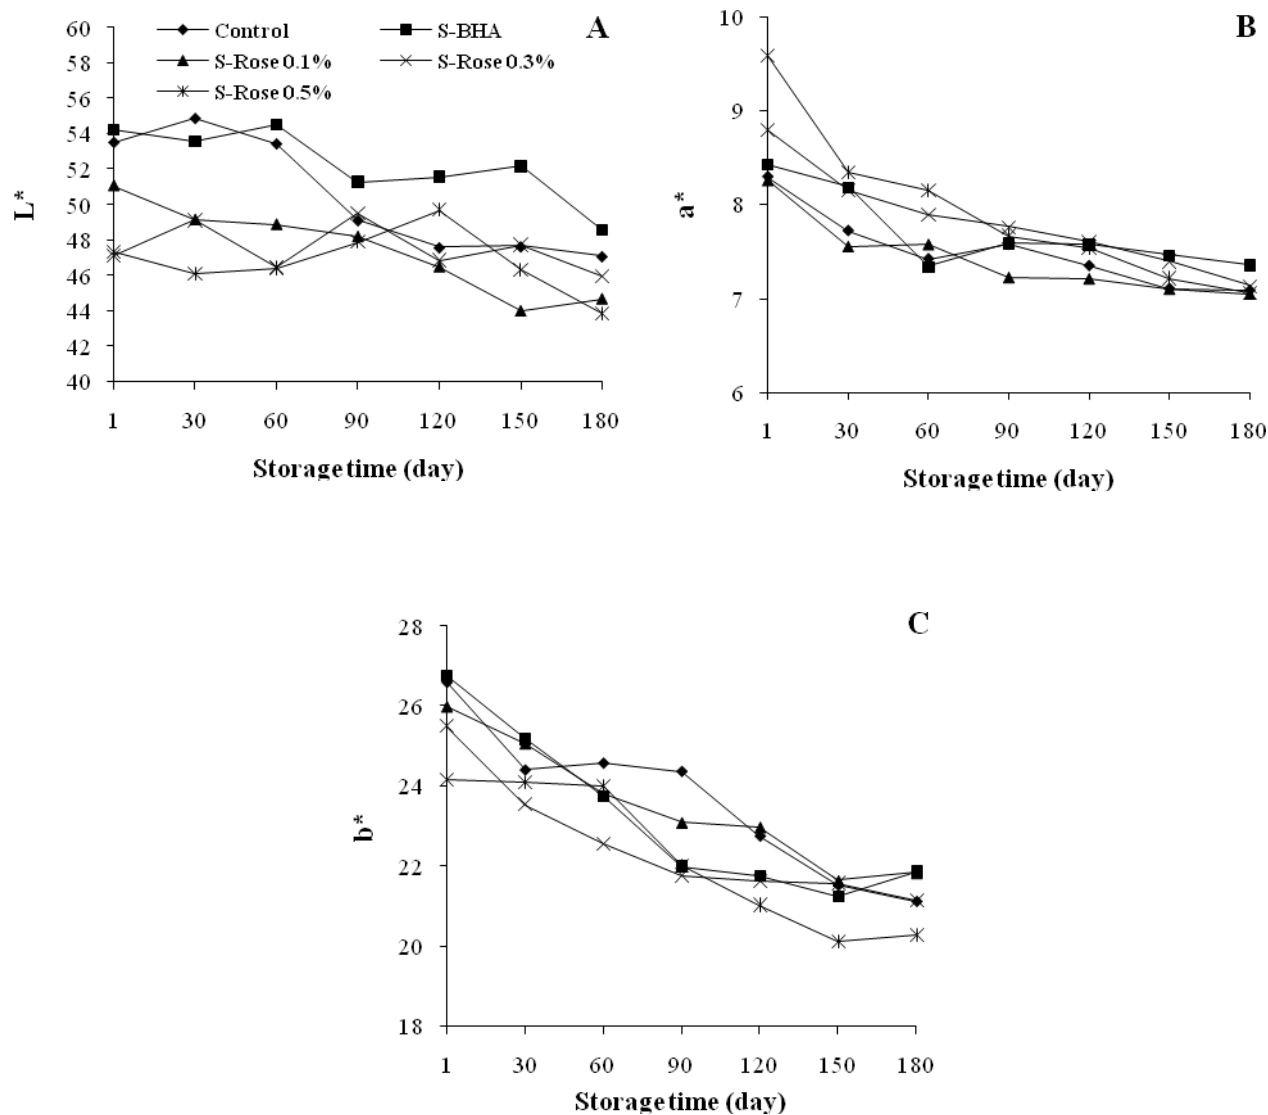 A
Control
S-BHA
S-Rose 0.1%
S-Rose 0.3%
S-Rose 0.5%
60
58
56
54
52
50
48
46
44
42
40
L*
1 30 60 90 120 150 180
Storage time (day)
B
10
9
8
7
6
a*
1 30 60 90 120 150 180
Storage time (day)
C
28
26
24
22
20
18
b*
1 30 60 90 120 150 180
Storage time (day)